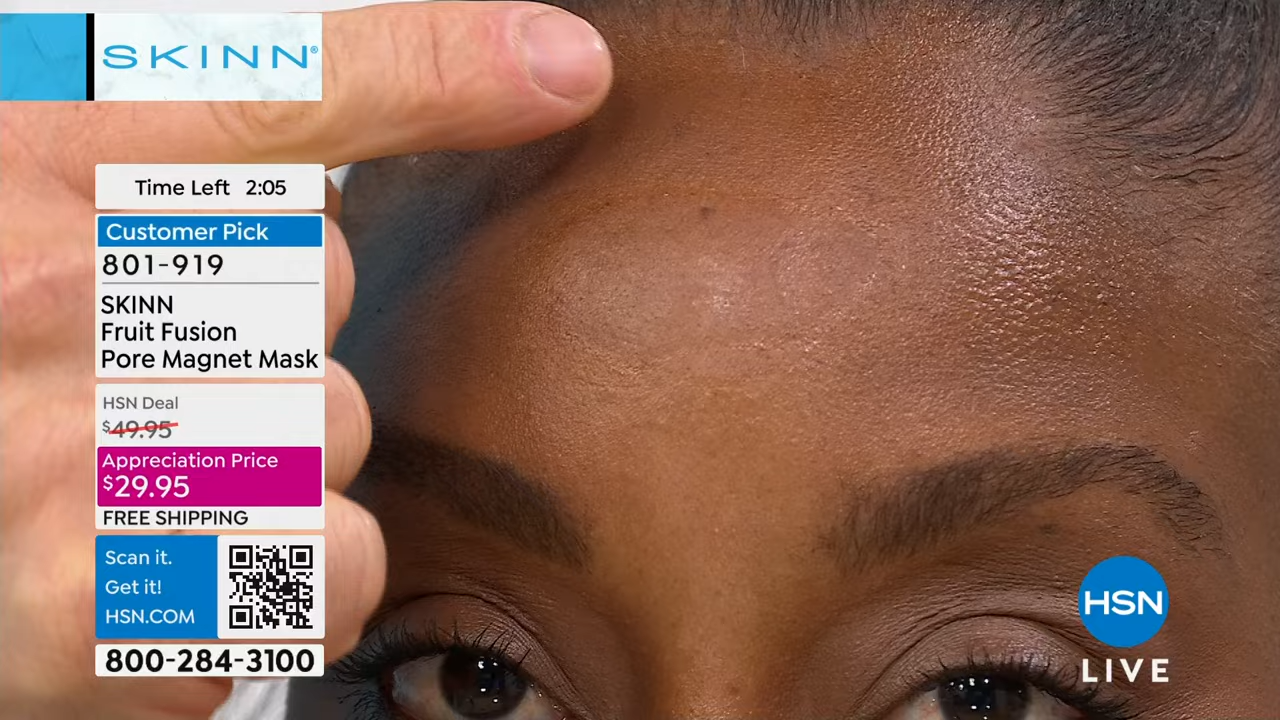 SKINN®
Time Left 2:05
Customer Pick
801-919
SKINN
Fruit Fusion
Pore Magnet Mask
HSN Deal
$49.95
Appreciation Price
$29.95
FREE SHIPPING
Scan it.
Get it!
HSN.COM
800-284-3100
HSN
LIVE